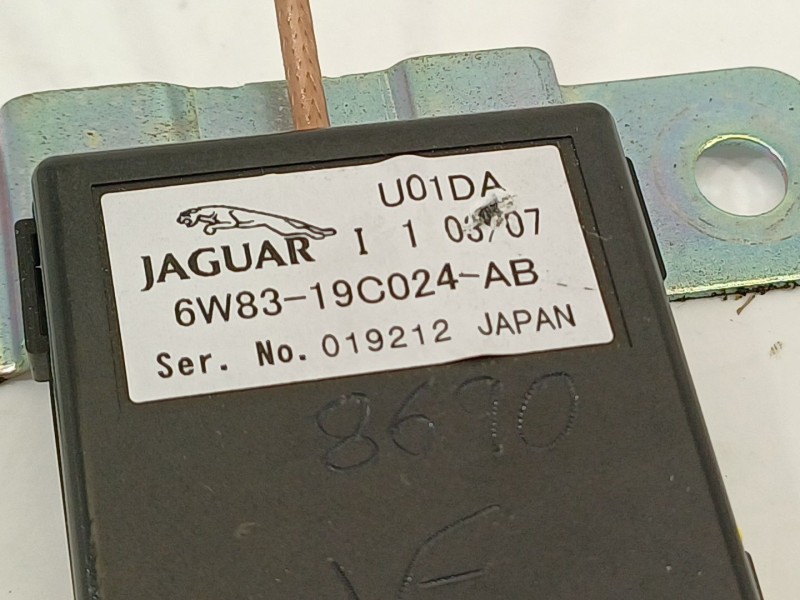 U01DA
JAGUAR I 1 03/07
6W83-19C024-AB
Ser. No. 019212 JAPAN
8690